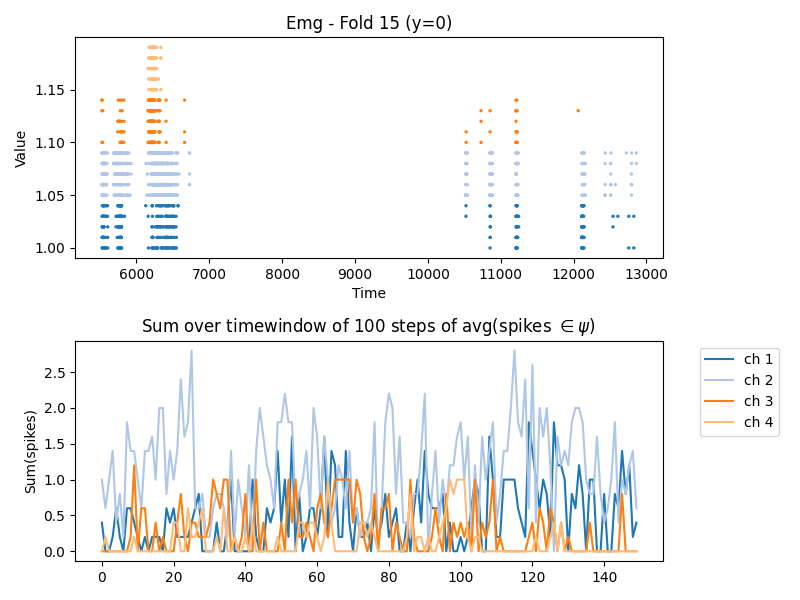 Emg - Fold 15 (y=0)
Value
1.15
1.10
1.05
1.00
6000 7000 8000 9000 10000 11000 12000 13000
Time
Sum over timewindow of 100 steps of avg(spikes ∈ψ)
Sum(spikes)
2.5
2.0
1.5
1.0
0.5
0.0
0 20 40 60 80 100 120 140
ch 1
ch 2
ch 3
ch 4